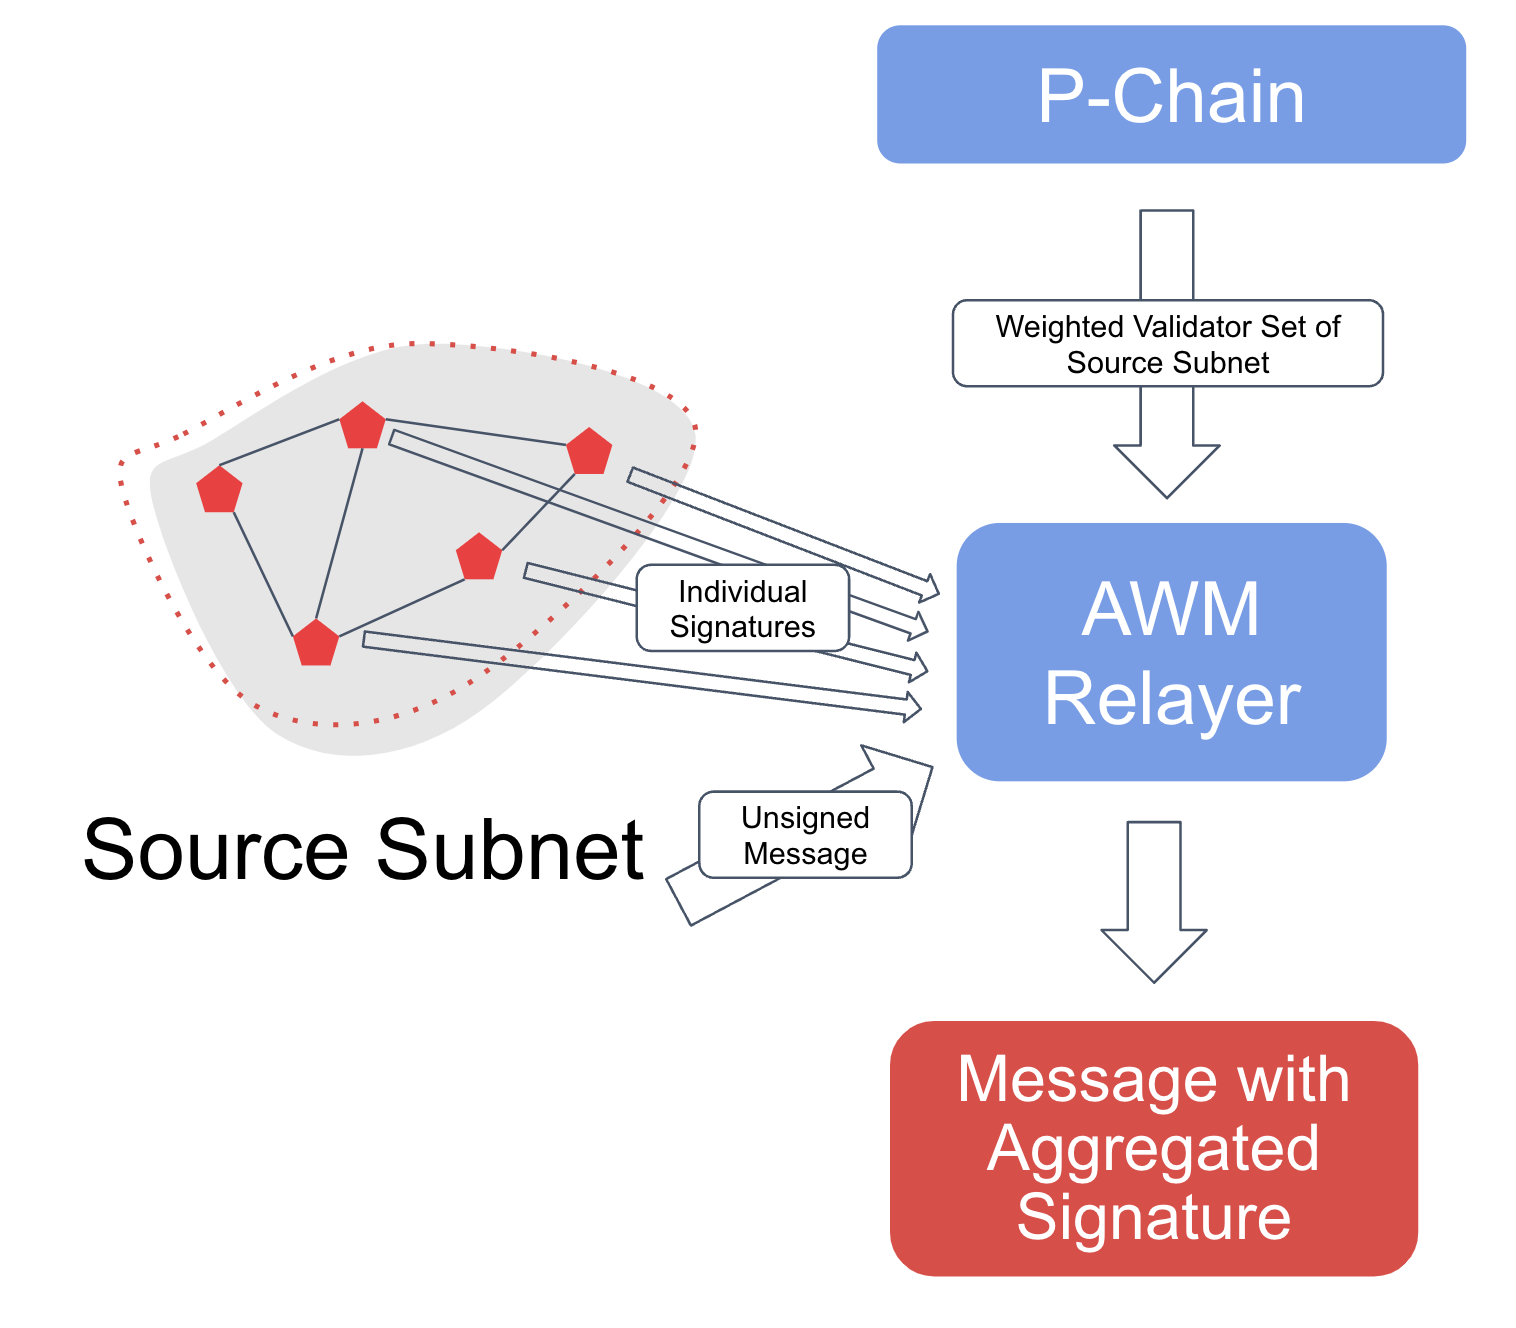 P-Chain
Weighted Validator Set of
Source Subnet
Individual
Signatures
AWM
Relayer
Unsigned
Message
Source Subnet
Message with
Aggregated
Signature